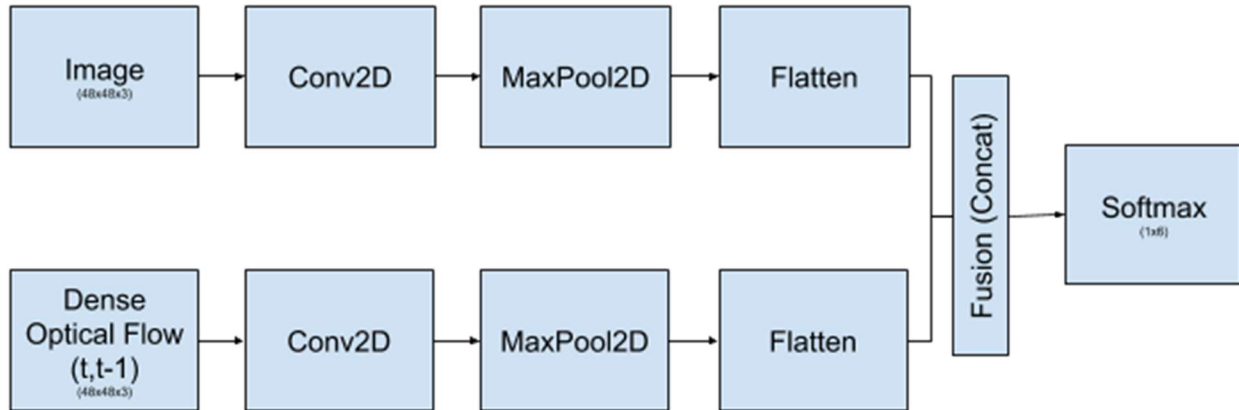 Image
(48x48x3)
Conv2D
MaxPool2D
Flatten
Dense
Optical Flow
(t,t-1)
(48x48x3)
Conv2D
MaxPool2D
Flatten
Fusion (Concat)
Softmax
(1x6)